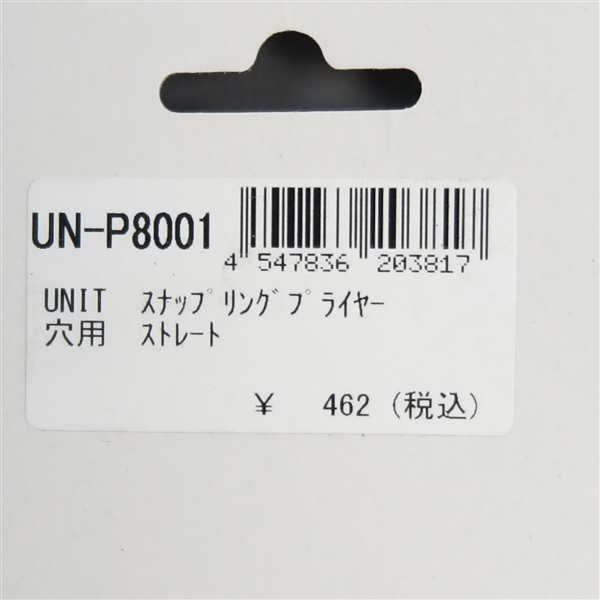 UN-P8001
4 547836 203817
UNIT ｽﾅｯﾌﾟﾘﾝｸﾞﾌﾟﾗｲﾔｰ
穴用 ｽﾄﾚｰﾄ
¥ 462 (税込)